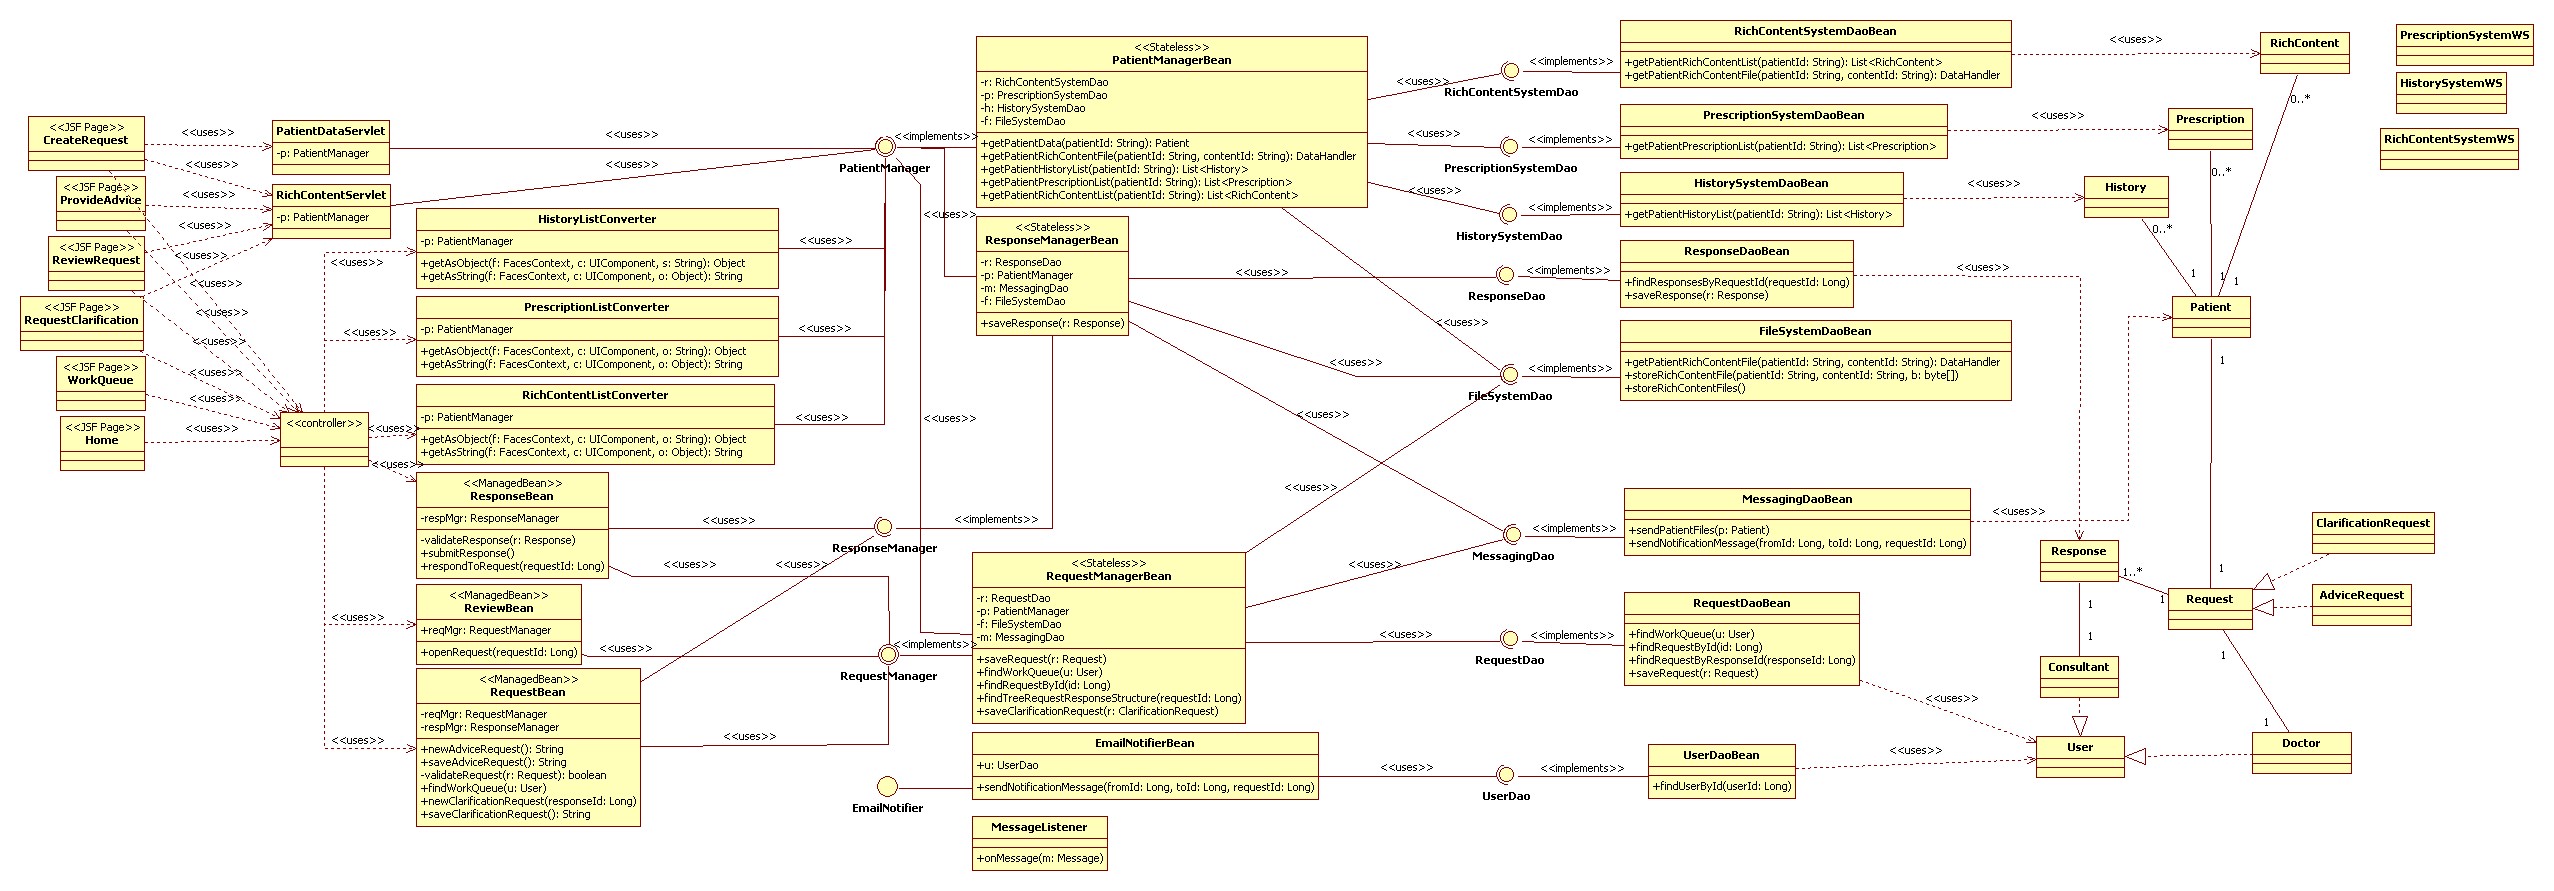 <<JSF Page>>
CreateRequest
<<JSF Page>>
ProvideAdvice
<<JSF Page>>
ReviewRequest
<<JSF Page>>
RequestClarification
<<JSF Page>>
WorkQueue
<<JSF Page>>
Home
<<uses>>
<<uses>>
<<uses>>
<<uses>>
<<uses>>
<<uses>>
<<uses>>
<<uses>>
<<uses>>
PatientDataServlet
-p: PatientManager
RichContentServlet
-p: PatientManager
<<controller>>
<<uses>>
<<uses>>
<<uses>>
<<uses>>
<<uses>>
<<uses>>
HistoryListConverter
-p: PatientManager
+getAsObject(f: FacesContext, c: UIComponent, s: String): Object
+getAsString(f: FacesContext, c: UIComponent, o: Object): String
PrescriptionListConverter
-p: PatientManager
+getAsObject(f: FacesContext, c: UIComponent, o: String): Object
+getAsString(f: FacesContext, c: UIComponent, o: Object): String
RichContentListConverter
-p: PatientManager
+getAsObject(f: FacesContext, c: UIComponent, o: String): Object
+getAsString(f: FacesContext, c: UIComponent, o: Object): String
<<ManagedBean>>
ResponseBean
-respMgr: ResponseManager
-validateResponse(r: Response)
+submitResponse()
+respondToRequest(requestId: Long)
<<ManagedBean>>
ReviewBean
+reqMgr: RequestManager
+openRequest(requestId: Long)
<<ManagedBean>>
RequestBean
-reqMgr: RequestManager
-respMgr: ResponseManager
+newAdviceRequest(): String
+saveAdviceRequest(): String
-validateRequest(r: Request): boolean
+findWorkQueue(u: User)
+newClarificationRequest(responseId: Long)
+saveClarificationRequest(): String
<<uses>>
<<uses>>
<<uses>>
<<uses>>
<<uses>>
<<uses>>
<<uses>>
<<uses>>
<<uses>>
<<uses>>
PatientManager
<<implements>>
<<uses>>
ResponseManager
<<implements>>
RequestManager
<<implements>>
EmailNotifier
<<Stateless>>
PatientManagerBean
-r: RichContentSystemDao
-p: PrescriptionSystemDao
-h: HistorySystemDao
-f: FileSystemDao
+getPatientData(patientId: String): Patient
+getPatientRichContentFile(patientId: String, contentId: String): DataHandler
+getPatientHistoryList(patientId: String): List<History>
+getPatientPrescriptionList(patientId: String): List<Prescription>
+getPatientRichContentList(patientId: String): List<RichContent>
<<Stateless>>
ResponseManagerBean
-r: ResponseDao
-p: PatientManager
-m: MessagingDao
-f: FileSystemDao
+saveResponse(r: Response)
<<Stateless>>
RequestManagerBean
-r: RequestDao
-p: PatientManager
-f: FileSystemDao
-m: MessagingDao
+saveRequest(r: Request)
+findWorkQueue(u: User)
+findRequestById(id: Long)
+findTreeRequestResponseStructure(requestId: Long)
+saveClarificationRequest(r: ClarificationRequest)
EmailNotifierBean
+u: UserDao
+sendNotificationMessage(fromId: Long, toId: Long, requestId: Long)
MessageListener
+onMessage(m: Message)
<<uses>>
<<uses>>
<<uses>>
<<uses>>
<<uses>>
<<uses>>
<<uses>>
<<uses>>
<<uses>>
<<uses>>
<<uses>>
RichContentSystemDao
<<implements>>
PrescriptionSystemDao
<<implements>>
HistorySystemDao
<<implements>>
ResponseDao
<<implements>>
FileSystemDao
<<implements>>
MessagingDao
<<implements>>
RequestDao
<<implements>>
UserDao
<<implements>>
RichContentSystemDaoBean
+getPatientRichContentList(patientId: String): List<RichContent>
+getPatientRichContentFile(patientId: String, contentId: String): DataHandler
PrescriptionSystemDaoBean
+getPatientPrescriptionList(patientId: String): List<Prescription>
HistorySystemDaoBean
+getPatientHistoryList(patientId: String): List<History>
ResponseDaoBean
+findResponsesByRequestId(requestId: Long)
+saveResponse(r: Response)
FileSystemDaoBean
+getPatientRichContentFile(patientId: String, contentId: String): DataHandler
+storeRichContentFile(patientId: String, contentId: String, b: byte[])
+storeRichContentFiles()
MessagingDaoBean
+sendPatientFiles(p: Patient)
+sendNotificationMessage(fromId: Long, toId: Long, requestId: Long)
RequestDaoBean
+findWorkQueue(u: User)
+findRequestById(id: Long)
+findRequestByResponseId(responseId: Long)
+saveRequest(r: Request)
UserDaoBean
+findUserById(userId: Long)
<<uses>>
<<uses>>
<<uses>>
<<uses>>
<<uses>>
<<uses>>
<<uses>>
RichContent
0..*
Prescription
0..*
History
0..*
1
1
1
Patient
1
1
Response
1..*
1
Request
1
1
1
1
Consultant
User
Doctor
ClarificationRequest
AdviceRequest
PrescriptionSystemWS
HistorySystemWS
RichContentSystemWS